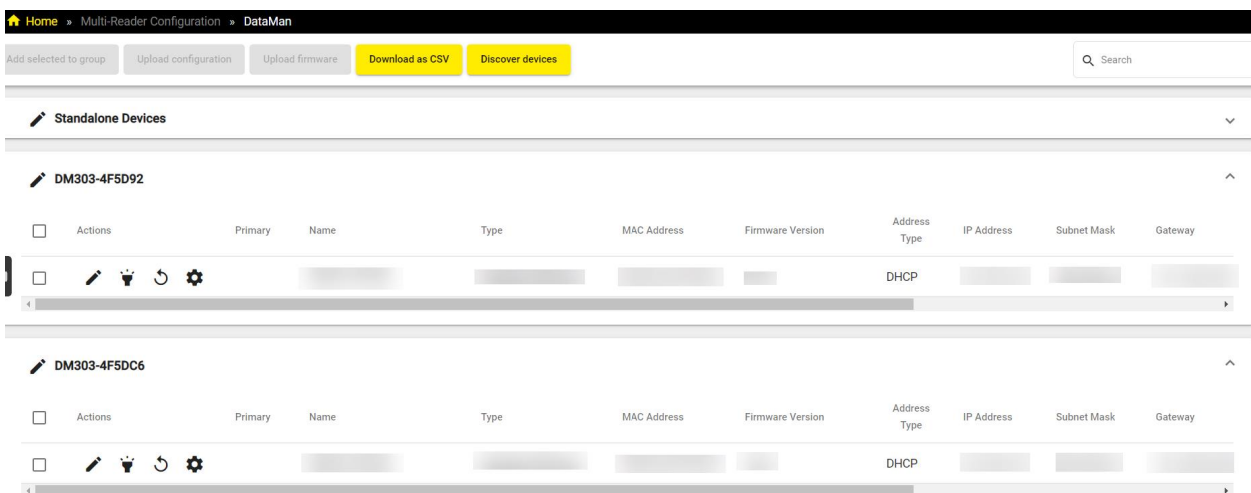 Home » Multi-Reader Configuration » DataMan
Add selected to group Upload configuration Upload firmware Download as CSV Discover devices Search
Standalone Devices
DM303-4F5D92
Actions Primary Name Type MAC Address Firmware Version Address Type IP Address Subnet Mask Gateway
DHCP
DM303-4F5DC6
Actions Primary Name Type MAC Address Firmware Version Address Type IP Address Subnet Mask Gateway
DHCP